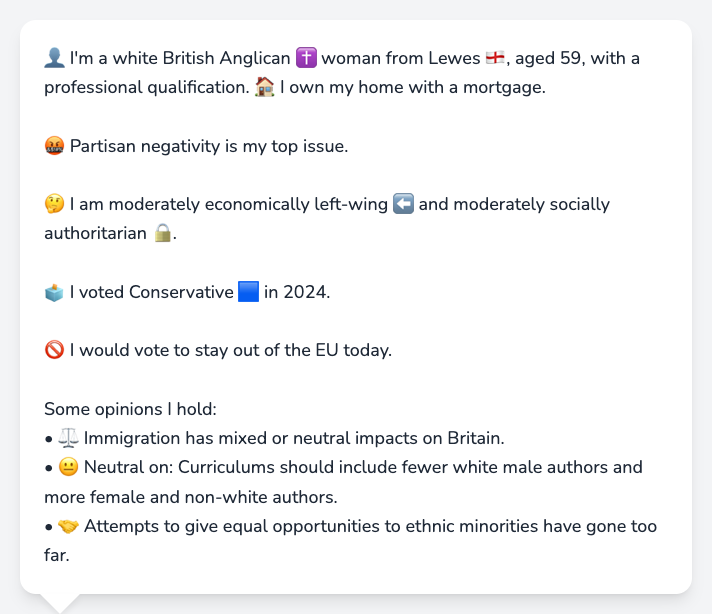 👤 I'm a white British Anglican ✝️ woman from Lewes 🏴󠁧󠁢󠁥󠁮󠁧󠁿, aged 59, with a
professional qualification. 🏠 I own my home with a mortgage.
🤬 Partisan negativity is my top issue.
🤔 I am moderately economically left-wing ⬅️ and moderately socially
authoritarian 🔒.
🗳️ I voted Conservative 🟦 in 2024.
🚫 I would vote to stay out of the EU today.
Some opinions I hold:
• ⚖️ Immigration has mixed or neutral impacts on Britain.
• 😐 Neutral on: Curriculums should include fewer white male authors and
more female and non-white authors.
• 🤝 Attempts to give equal opportunities to ethnic minorities have gone too
far.